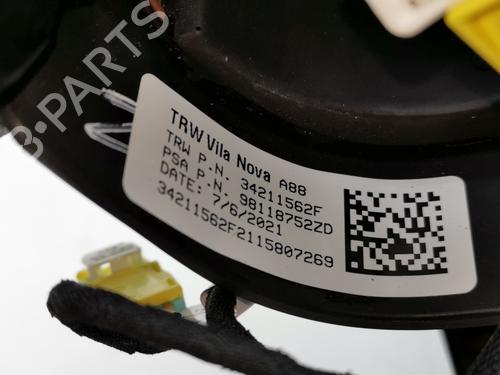 B-PARTS
TRW Vila Nova A88
TRW P.N. 34211562F
PSA P.N. 98118752ZD
DATE: 7/6/2021
34211562F2115807269